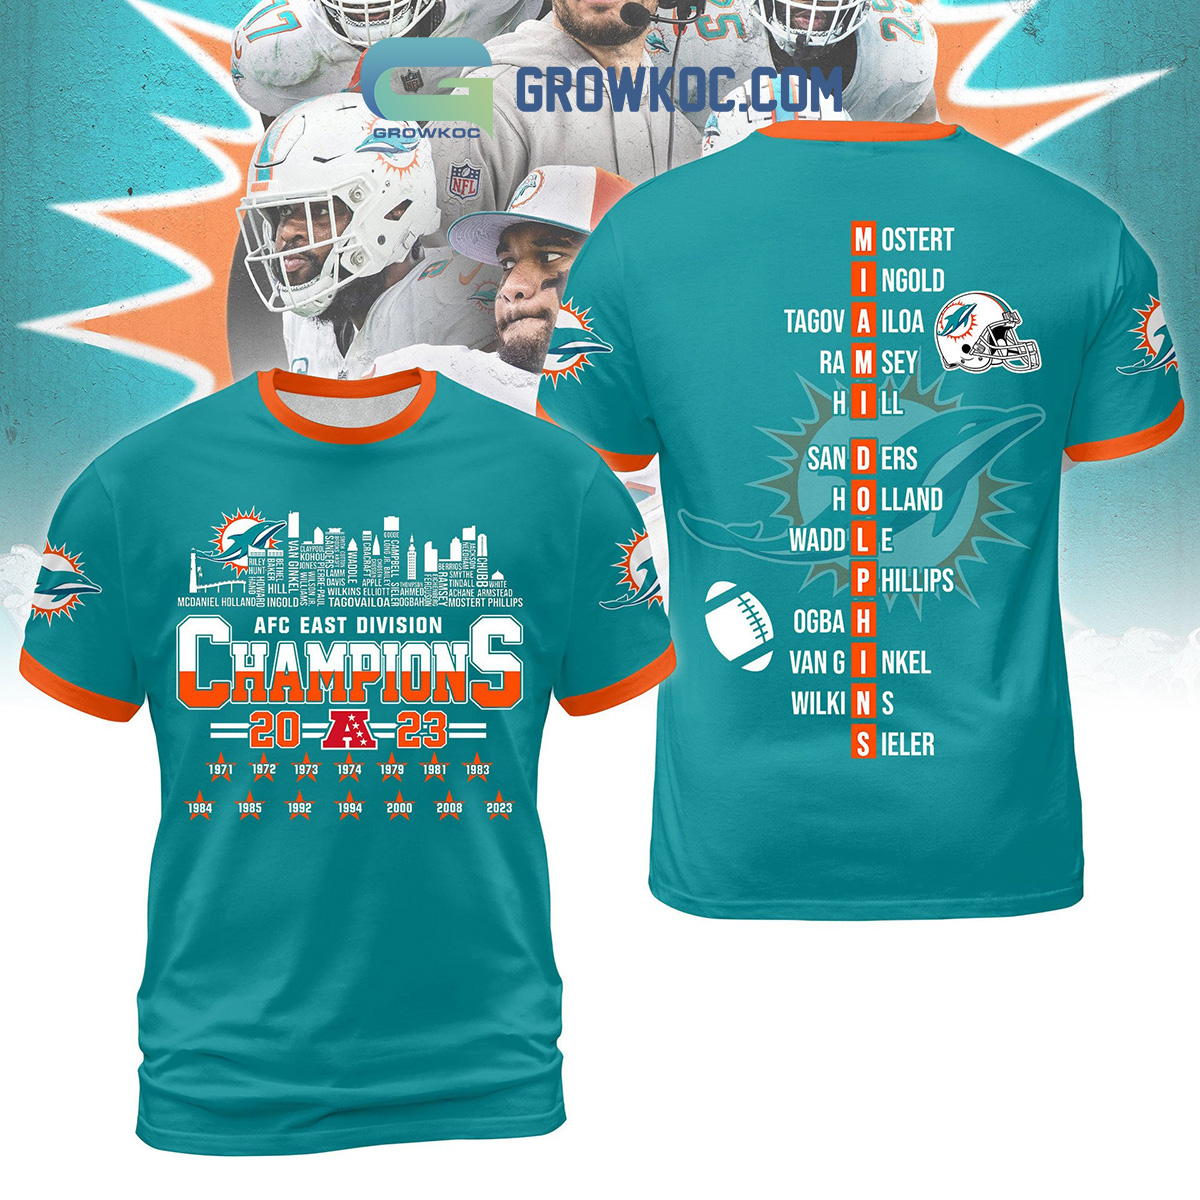 GROWKOC
GROWKOC.COM
NFL
MOSTERT
INGOLD
TAGOVAILOA
RAMSEY
HILL
SANDERS
HOLLAND
WADDLE
PHILLIPS
OGBAH
VAN GINKEL
WILKINS
SIELER
MCDANIEL HOLLAND INGOLD TAGOVAILOA OGBAH MOSTERT PHILLIPS
AFC EAST DIVISION
CHAMPIONS
20 A 23
1971 1972 1973 1974 1979 1981 1983
1984 1985 1992 1994 2000 2008 2023